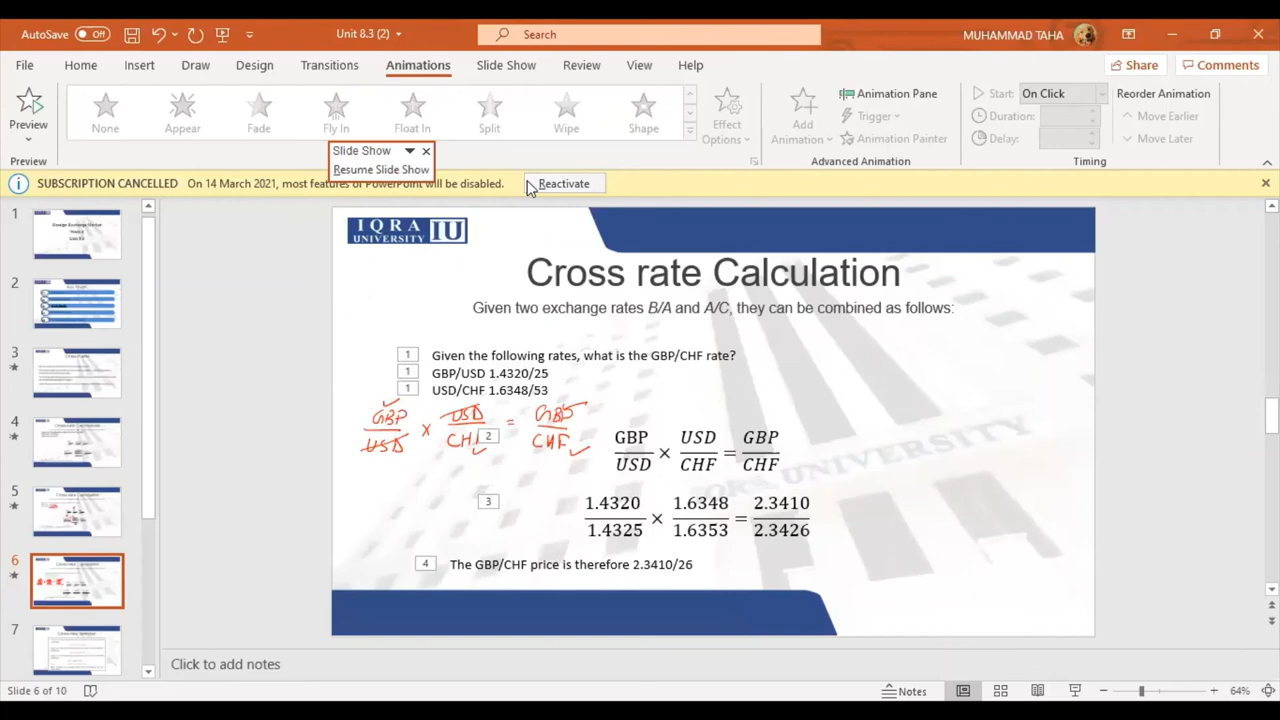 AutoSave Off Unit 8.3 (2) Search MUHAMMAD TAHA
File Home Insert Draw Design Transitions Animations Slide Show Review View Help Share Comments
Preview None Appear Fade Fly In Float In Split Wipe Shape Effect Options Add Animation Animation Pane Trigger Animation Painter Start: On Click Duration: Delay: Reorder Animation Move Earlier Move Later
Preview Advanced Animation Timing
Slide Show
Resume Slide Show
SUBSCRIPTION CANCELLED On 14 March 2021, most features of PowerPoint will be disabled. Reactivate
1
2
3
4
5
6
7
IQRA UNIVERSITY IU
Cross rate Calculation
Given two exchange rates B/A and A/C, they can be combined as follows:
1 Given the following rates, what is the GBP/CHF rate?
1 GBP/USD 1.4320/25
1 USD/CHF 1.6348/53
GBP/USD × USD/CHF = GBP/CHF
2 GBP/USD × USD/CHF = GBP/CHF
3 1.4320/1.4325 × 1.6348/1.6353 = 2.3410/2.3426
4 The GBP/CHF price is therefore 2.3410/26
Click to add notes
Slide 6 of 10 Notes 64%